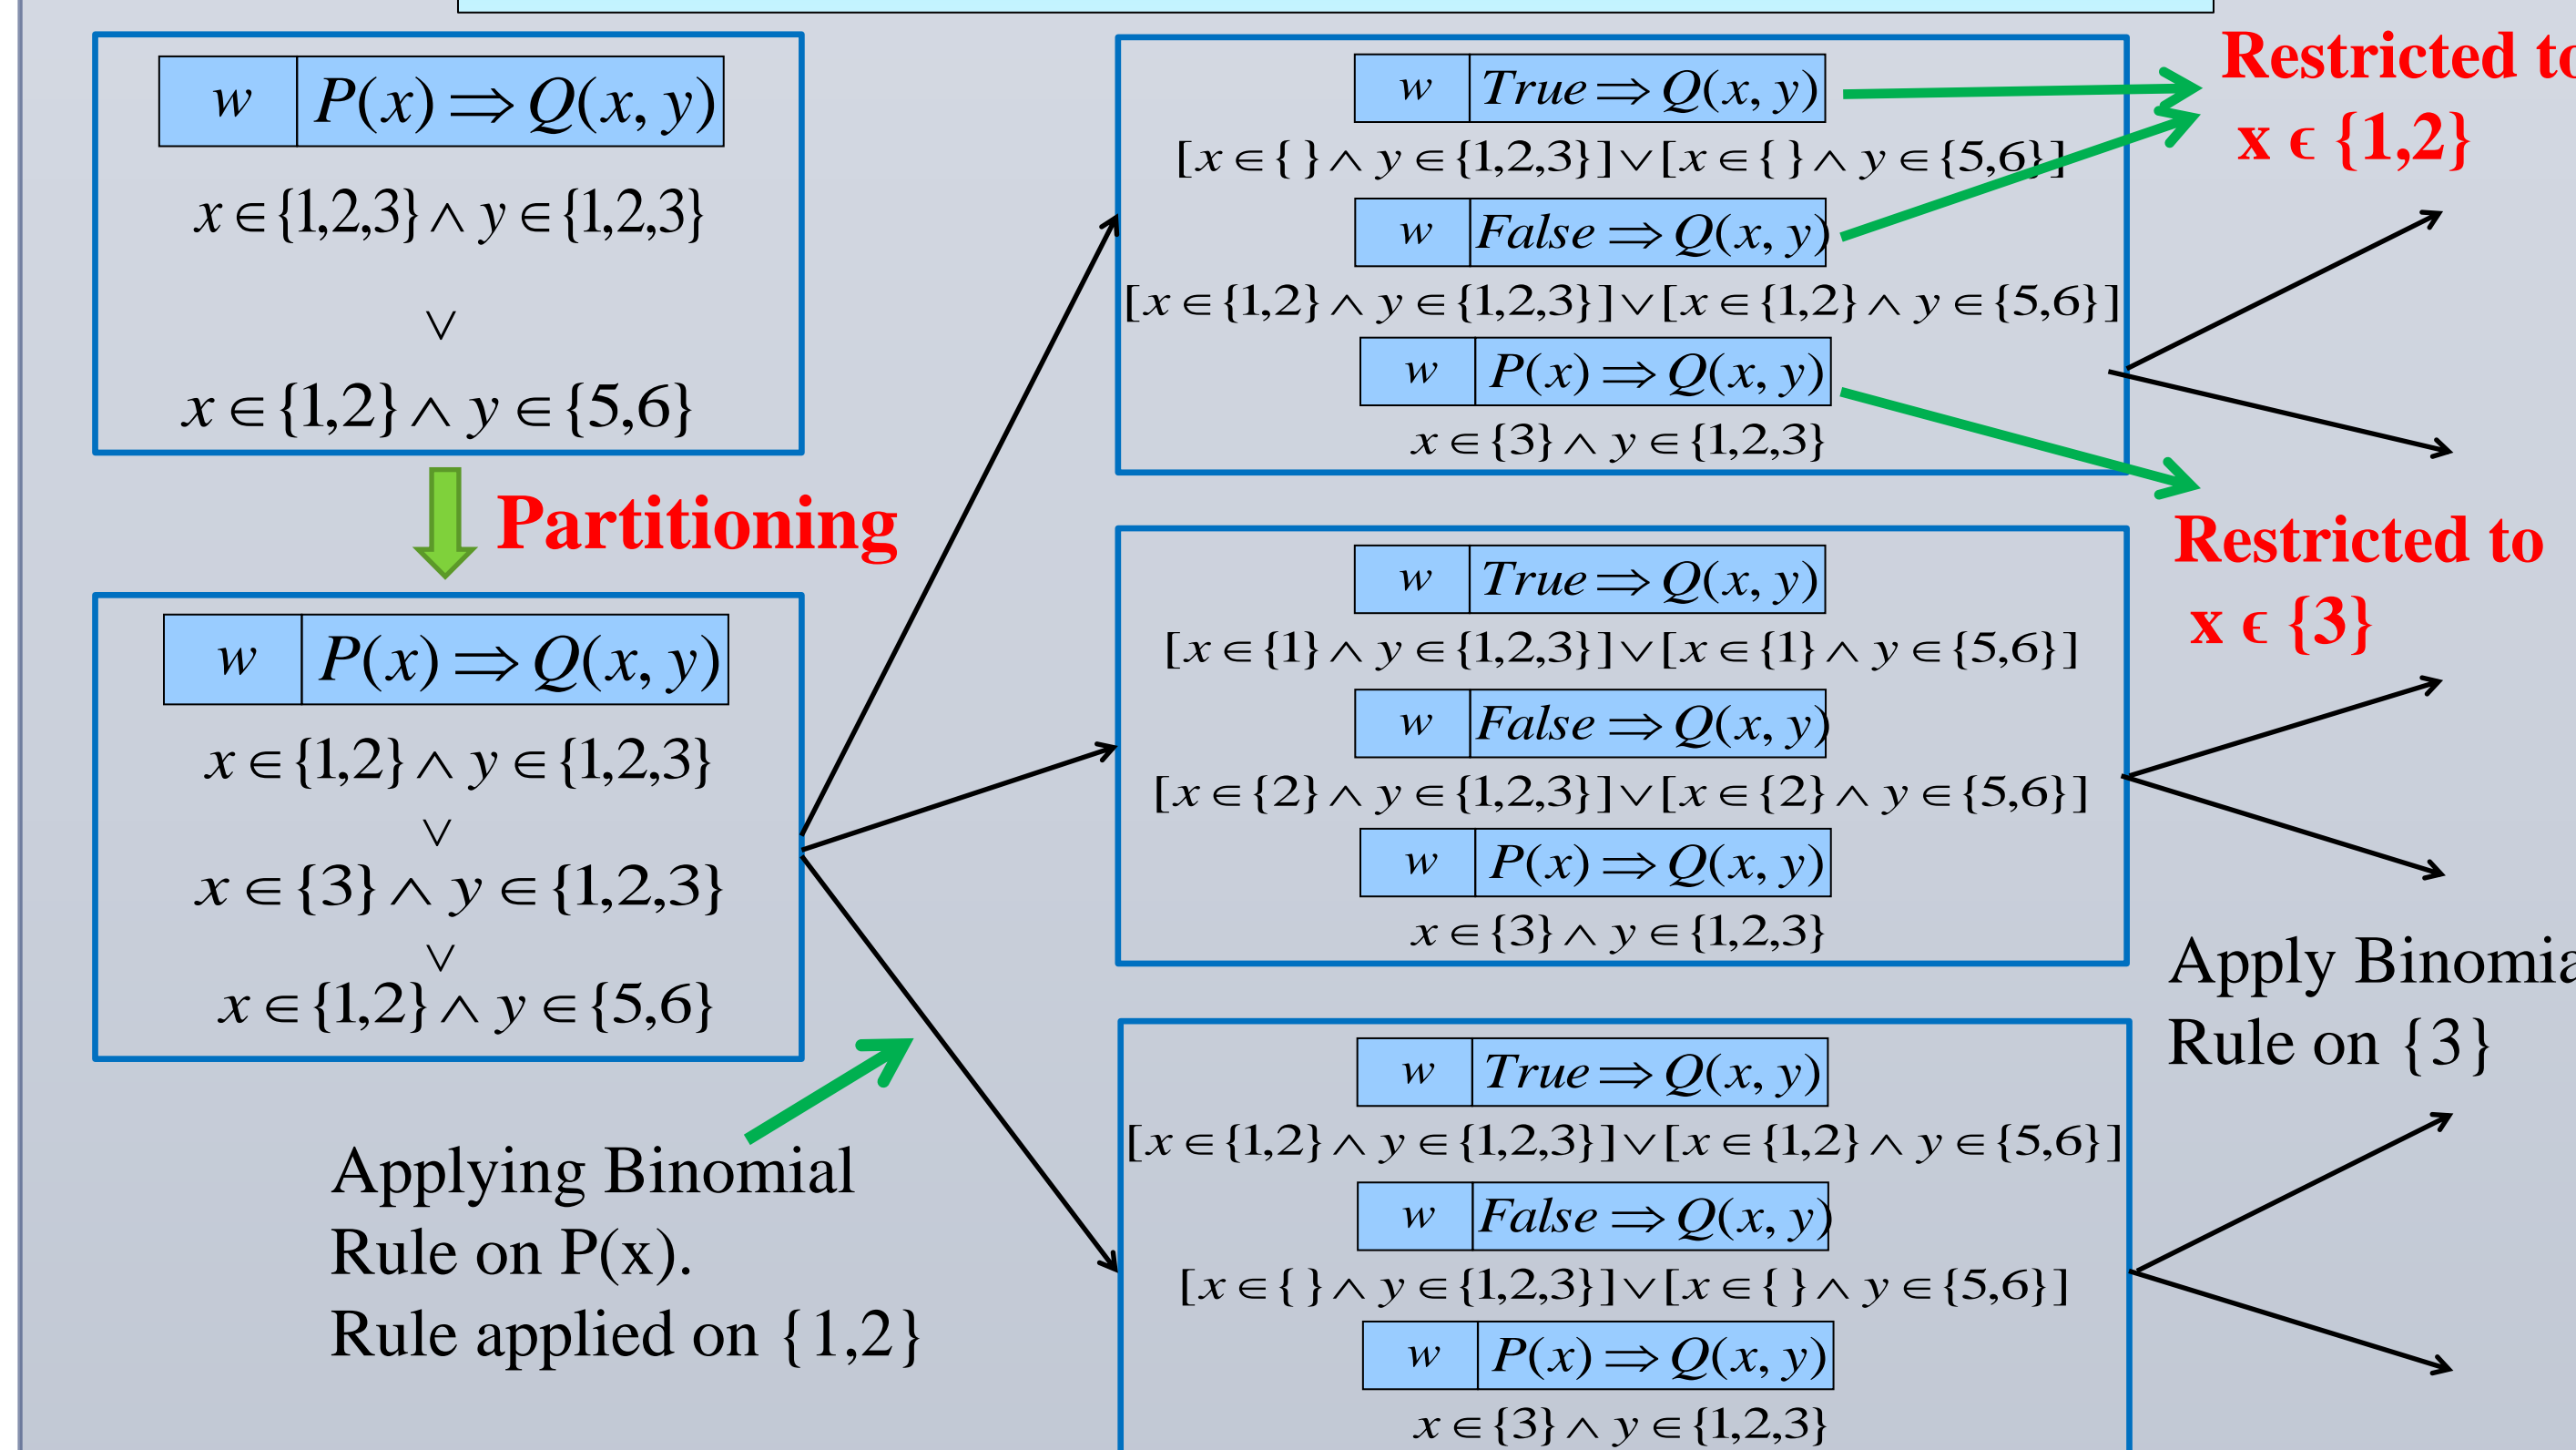 w P(x) ⇒ Q(x, y)
x ∈ {1,2,3} ∧ y ∈ {1,2,3}
∨
x ∈ {1,2} ∧ y ∈ {5,6}
Partitioning
w P(x) ⇒ Q(x, y)
x ∈ {1,2} ∧ y ∈ {1,2,3}
∨
x ∈ {3} ∧ y ∈ {1,2,3}
∨
x ∈ {1,2} ∧ y ∈ {5,6}
Applying Binomial
Rule on P(x).
Rule applied on {1,2}
w True ⇒ Q(x, y)
[x ∈ { } ∧ y ∈ {1,2,3}] ∨ [x ∈ { } ∧ y ∈ {5,6}]
w False ⇒ Q(x, y)
[x ∈ {1,2} ∧ y ∈ {1,2,3}] ∨ [x ∈ {1,2} ∧ y ∈ {5,6}]
w P(x) ⇒ Q(x, y)
x ∈ {3} ∧ y ∈ {1,2,3}
w True ⇒ Q(x, y)
[x ∈ {1} ∧ y ∈ {1,2,3}] ∨ [x ∈ {1} ∧ y ∈ {5,6}]
w False ⇒ Q(x, y)
[x ∈ {2} ∧ y ∈ {1,2,3}] ∨ [x ∈ {2} ∧ y ∈ {5,6}]
w P(x) ⇒ Q(x, y)
x ∈ {3} ∧ y ∈ {1,2,3}
w True ⇒ Q(x, y)
[x ∈ {1,2} ∧ y ∈ {1,2,3}] ∨ [x ∈ {1,2} ∧ y ∈ {5,6}]
w False ⇒ Q(x, y)
[x ∈ { } ∧ y ∈ {1,2,3}] ∨ [x ∈ { } ∧ y ∈ {5,6}]
w P(x) ⇒ Q(x, y)
x ∈ {3} ∧ y ∈ {1,2,3}
Restricted to
x ϵ {1,2}
Restricted to
x ϵ {3}
Apply Binomia
Rule on {3}